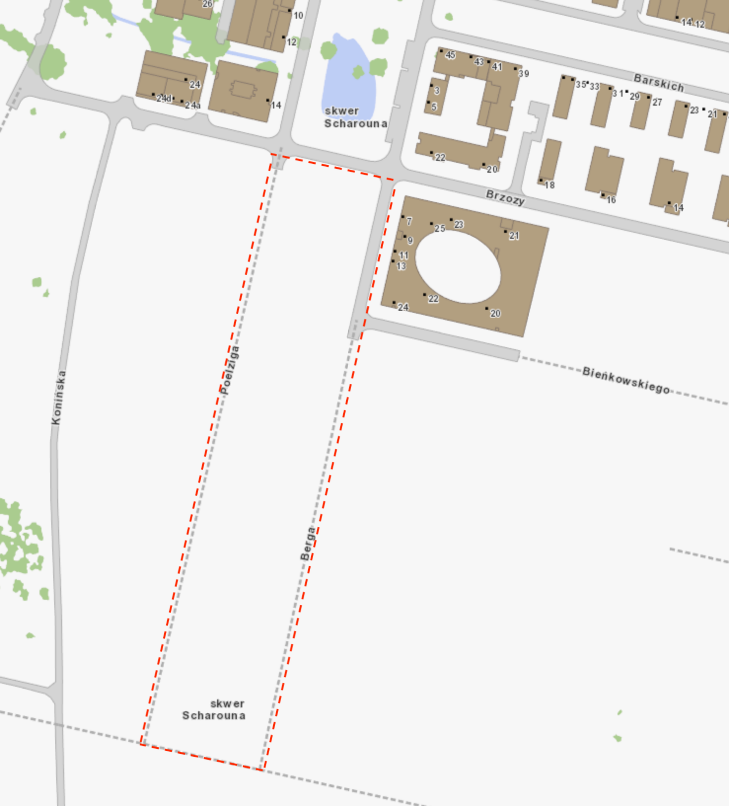 26
10
14 12
12
45
43
41
39
Barskich
24
3
35 33
31
29
27
23
21
24d
24a
14
5
skwer
Scharouna
22
20
18
16
14
Brzozy
7
25
23
21
9
11
13
24
22
20
Poelziga
Bieńkowskiego
Konińska
Berga
skwer
Scharouna